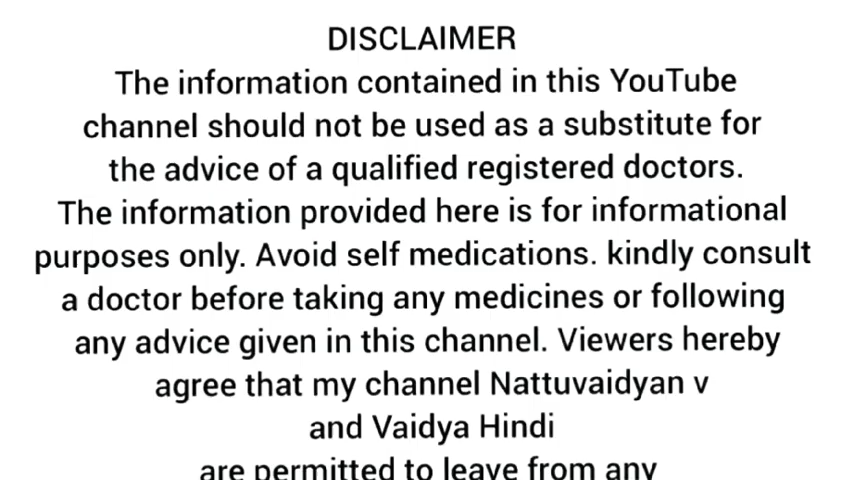 DISCLAIMER
The information contained in this YouTube
channel should not be used as a substitute for
the advice of a qualified registered doctors.
The information provided here is for informational
purposes only. Avoid self medications. kindly consult
a doctor before taking any medicines or following
any advice given in this channel. Viewers hereby
agree that my channel Nattuvaidyan v
and Vaidya Hindi
are permitted to leave from any